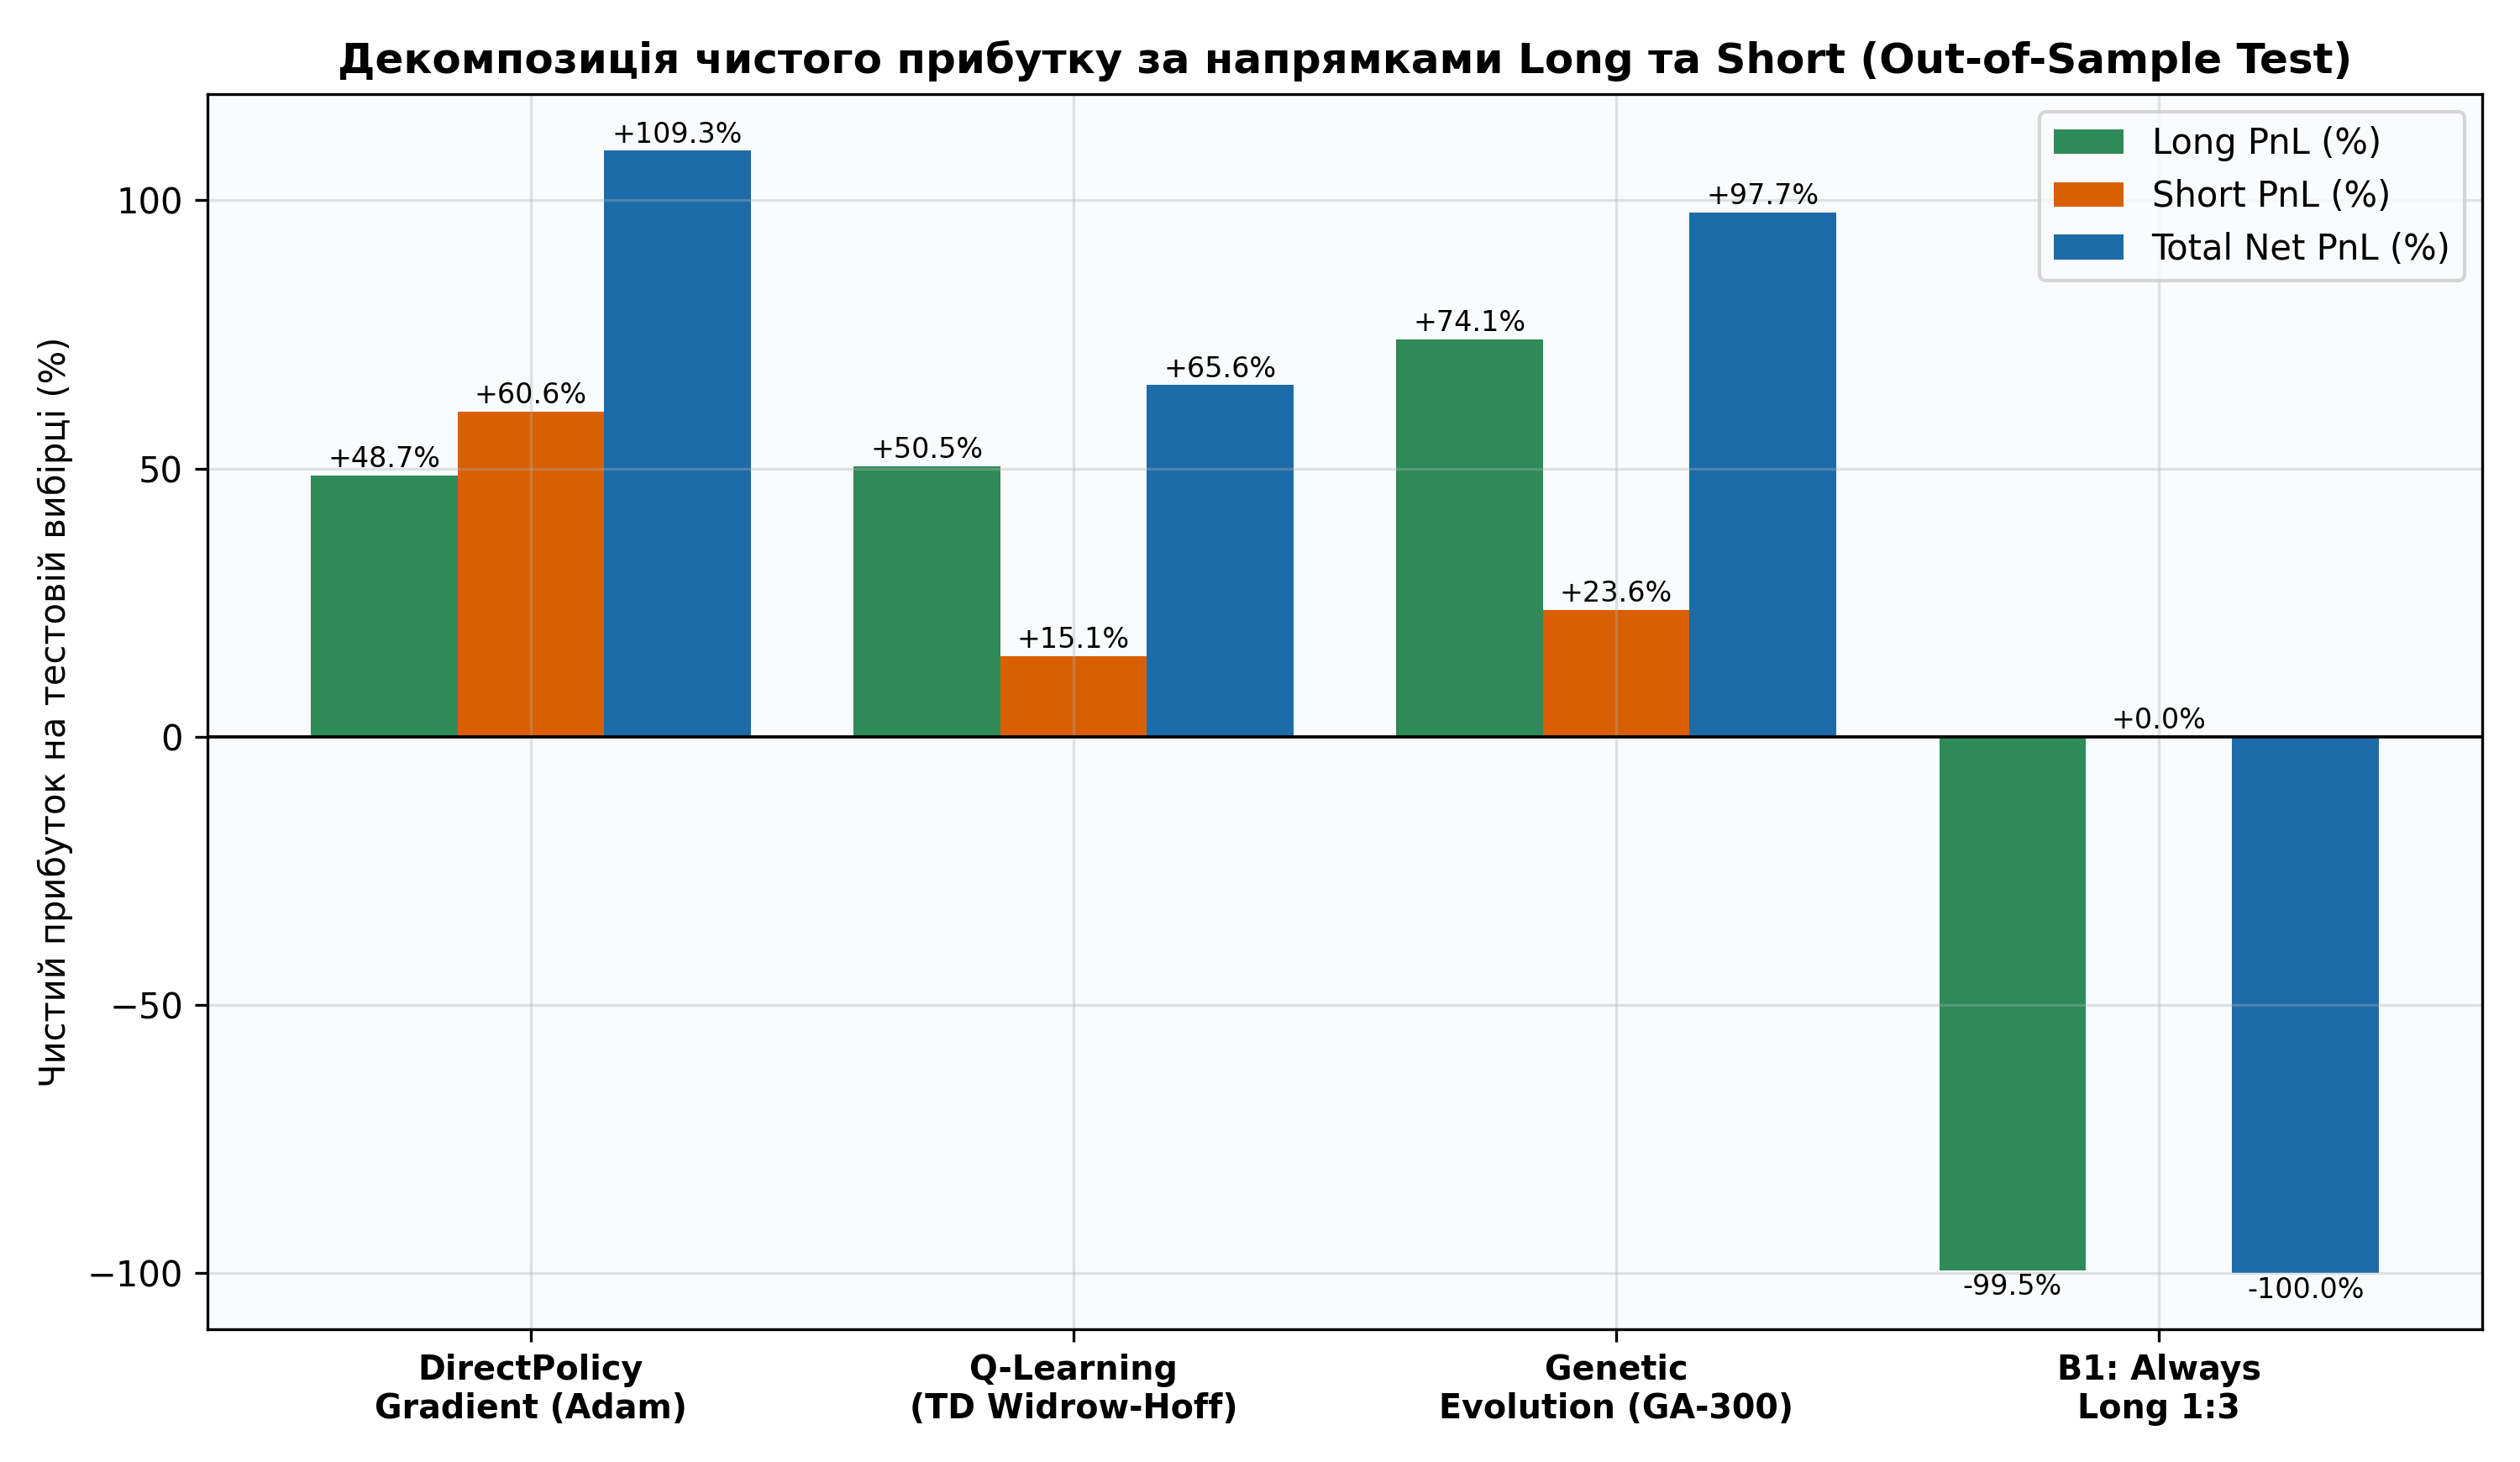 Декомпозиція чистого прибутку за напрямками Long та Short (Out-of-Sample Test)
Чистий прибуток на тестовій вибірці (%)
100
50
0
−50
−100
+48.7%
+60.6%
+109.3%
+50.5%
+15.1%
+65.6%
+74.1%
+23.6%
+97.7%
-99.5%
+0.0%
-100.0%
Long PnL (%)
Short PnL (%)
Total Net PnL (%)
DirectPolicy
Gradient (Adam)
Q-Learning
(TD Widrow-Hoff)
Genetic
Evolution (GA-300)
B1: Always
Long 1:3